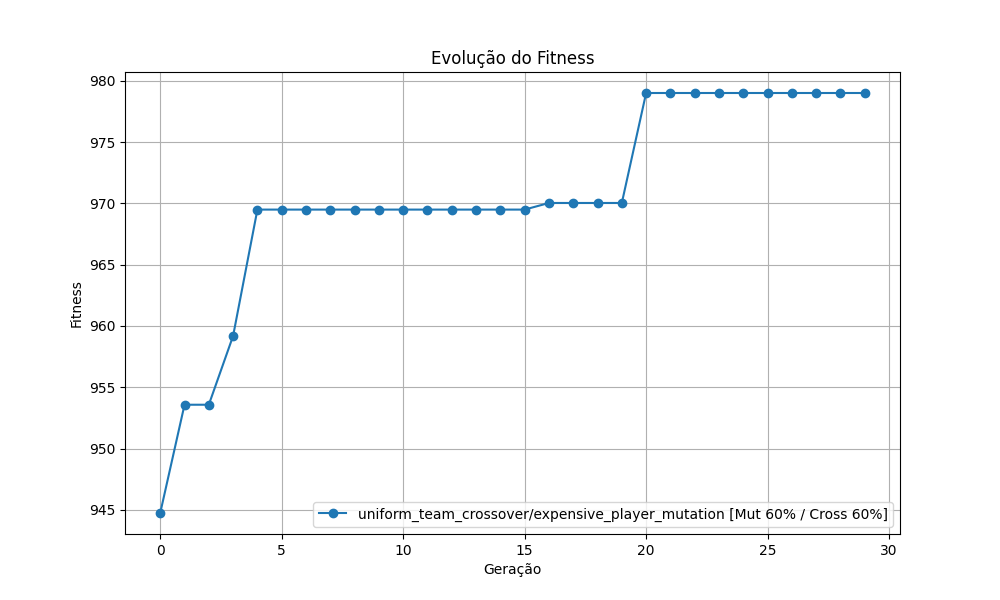 Evolução do Fitness
Fitness
980
975
970
965
960
955
950
945
uniform_team_crossover/expensive_player_mutation [Mut 60% / Cross 60%]
0 5 10 15 20 25 30
Geração